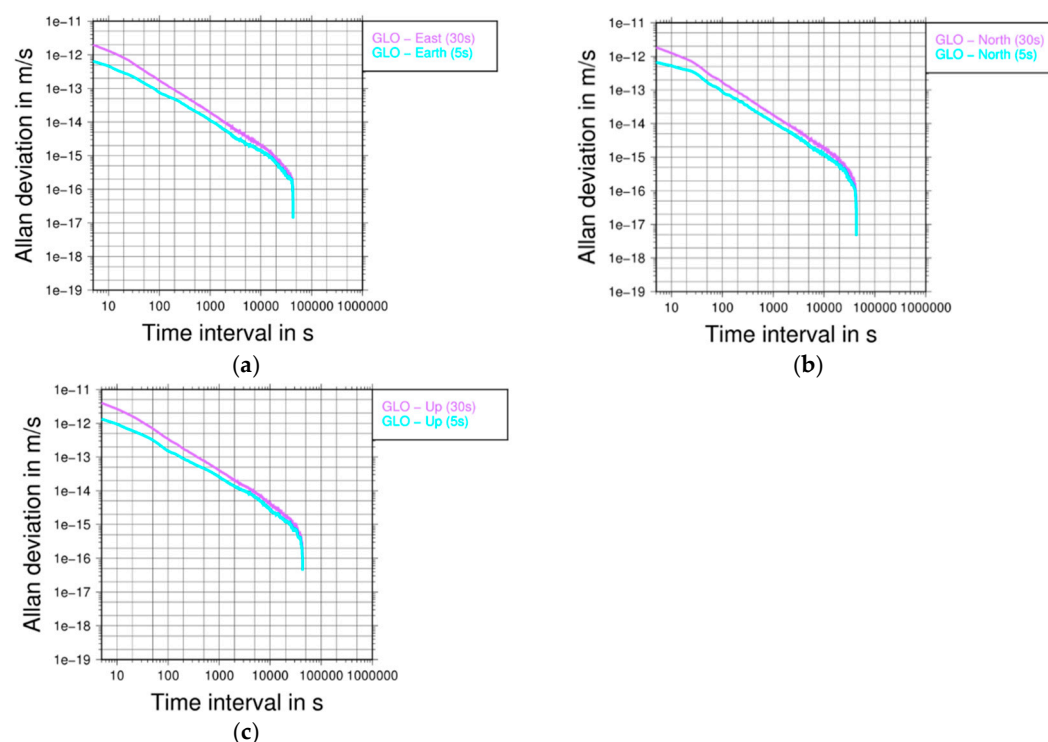 GLO − East (30s)
GLO − Earth (5s)
Allan deviation in m/s
1e−11
1e−12
1e−13
1e−14
1e−15
1e−16
1e−17
1e−18
1e−19
10 100 1000 10000 100000 1000000
Time interval in s
(a)
GLO − North (30s)
GLO − North (5s)
Allan deviation in m/s
1e−11
1e−12
1e−13
1e−14
1e−15
1e−16
1e−17
1e−18
1e−19
10 100 1000 10000 100000 1000000
Time interval in s
(b)
GLO − Up (30s)
GLO − Up (5s)
Allan deviation in m/s
1e−11
1e−12
1e−13
1e−14
1e−15
1e−16
1e−17
1e−18
1e−19
10 100 1000 10000 100000 1000000
Time interval in s
(c)